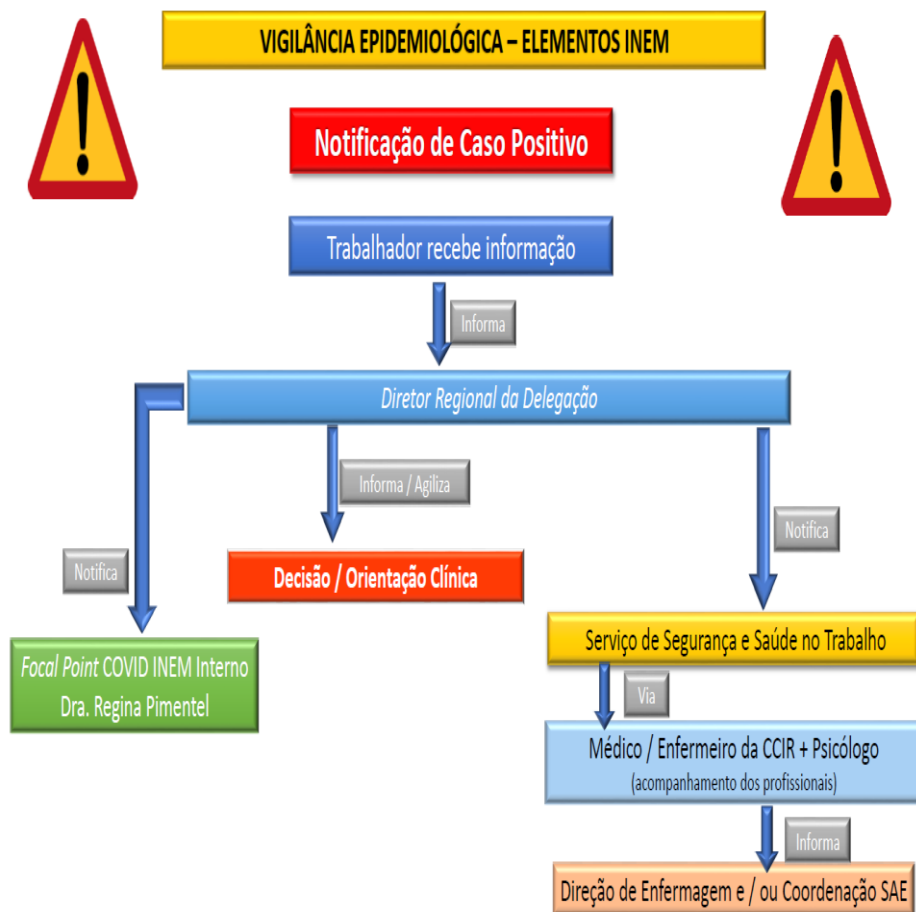 VIGILÂNCIA EPIDEMIOLÓGICA – ELEMENTOS INEM
Notificação de Caso Positivo
Trabalhador recebe informação
Informa
Diretor Regional da Delegação
Informa / Agiliza
Notifica
Notifica
Decisão / Orientação Clínica
Focal Point COVID INEM Interno
Dra. Regina Pimentel
Serviço de Segurança e Saúde no Trabalho
Via
Médico / Enfermeiro da CCIR + Psicólogo
(acompanhamento dos profissionais)
Informa
Direção de Enfermagem e / ou Coordenação SAE